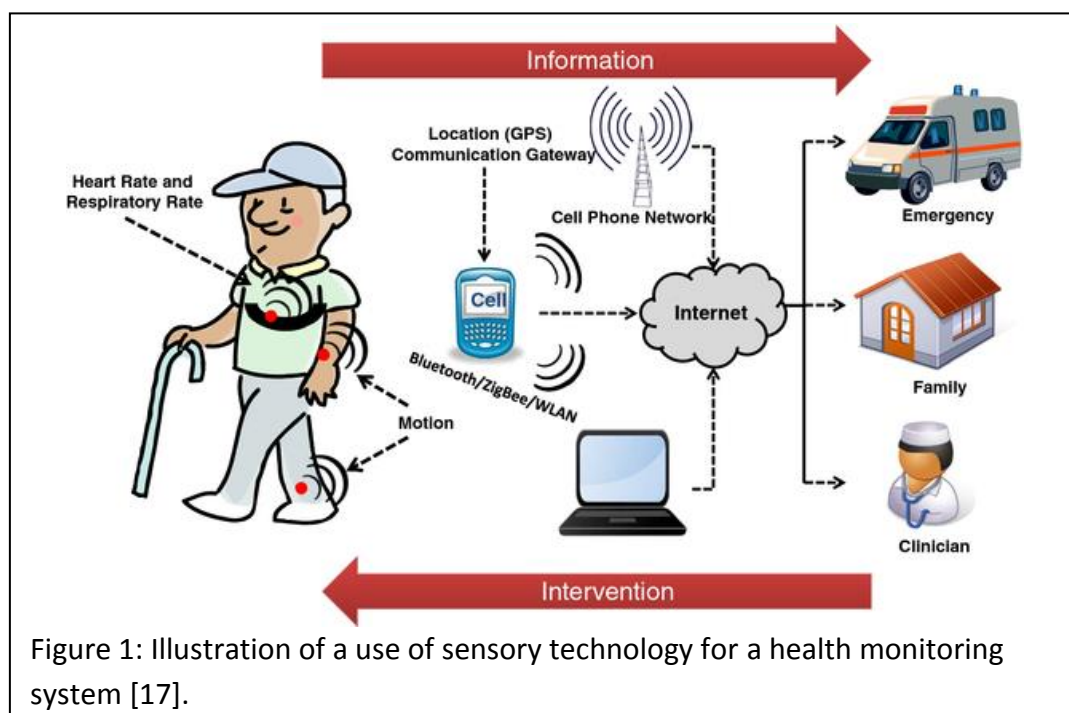 Information
Location (GPS)
Communication Gateway
Heart Rate and
Respiratory Rate
Cell Phone Network
Emergency
Cell
Internet
Bluetooth/ZigBee/WLAN
Family
Motion
Clinician
Intervention
Figure 1: Illustration of a use of sensory technology for a health monitoring
system [17].